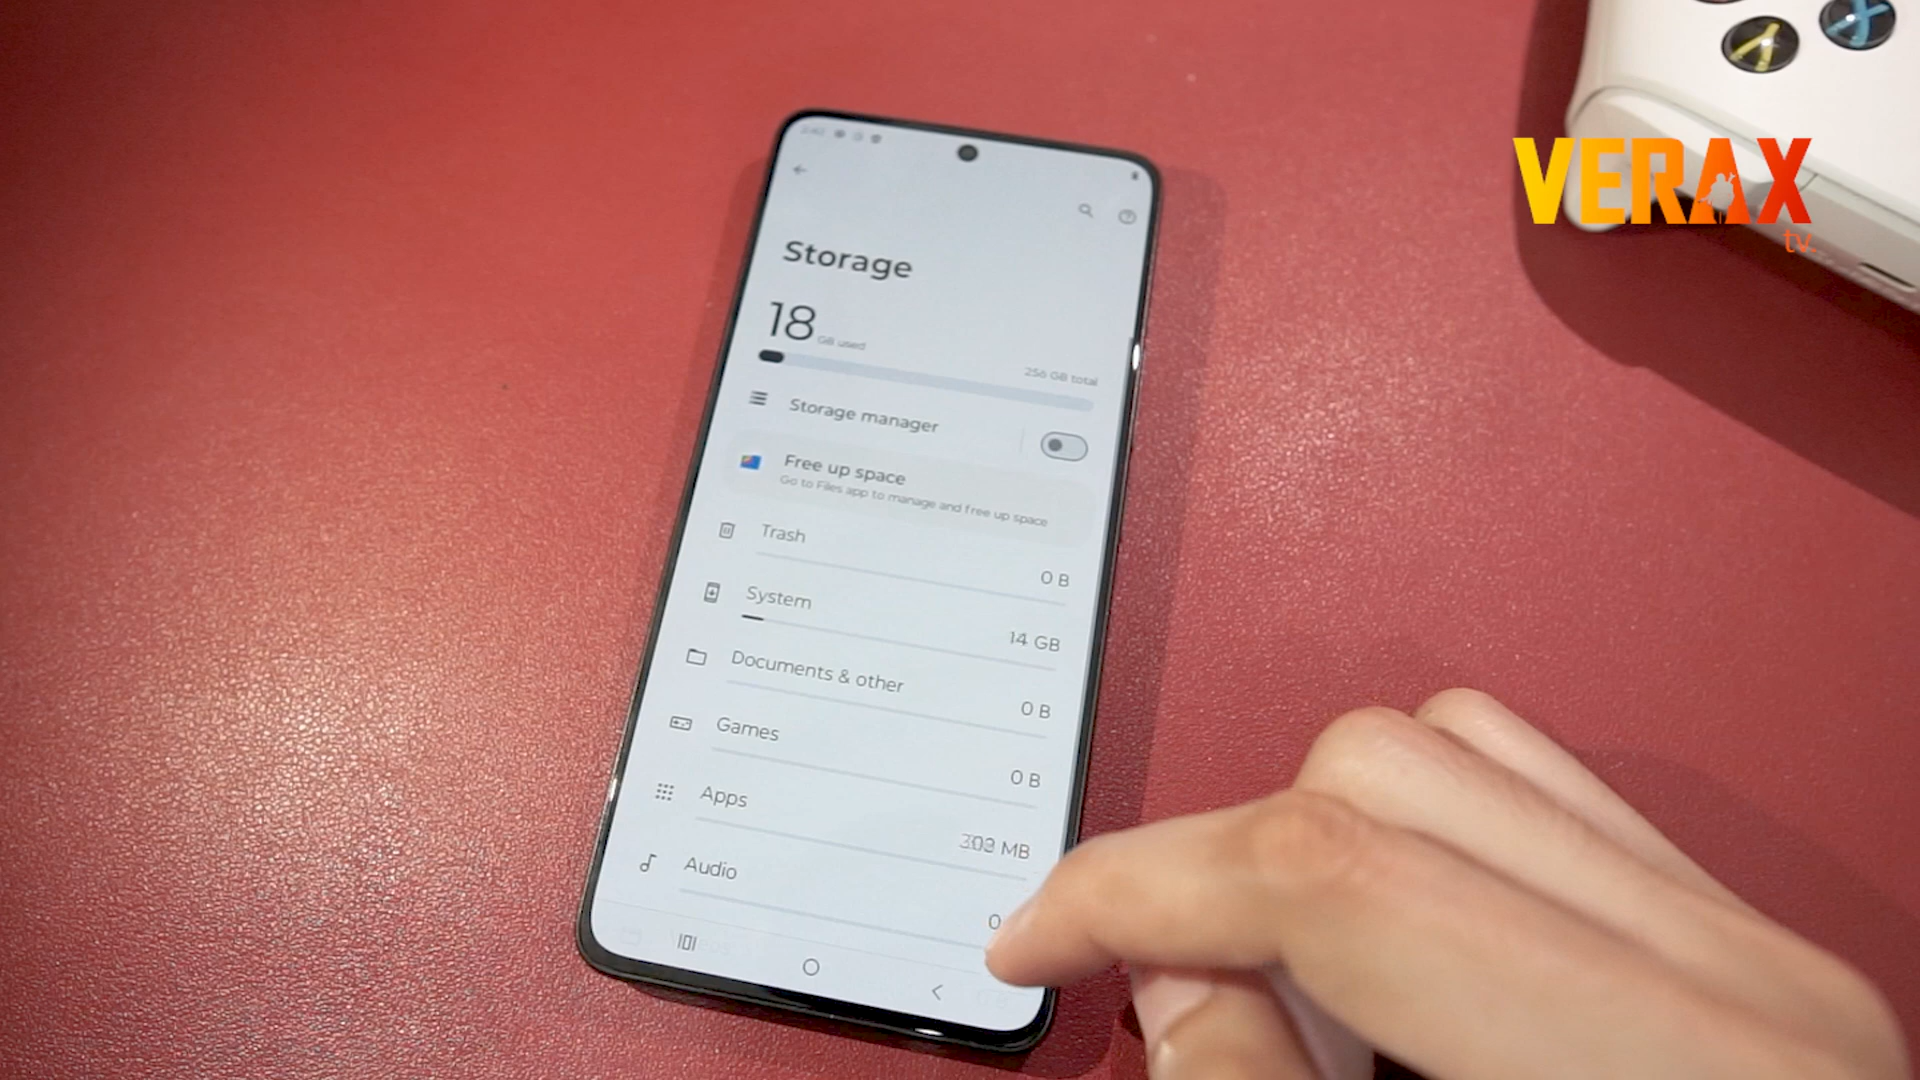 VERAX
tv.
Storage
18 GB used
256 GB total
Storage manager
Free up space
Go to Files app to manage and free up space
Trash
0 B
System
14 GB
Documents & other
0 B
Games
0 B
Apps
MB
Audio
0